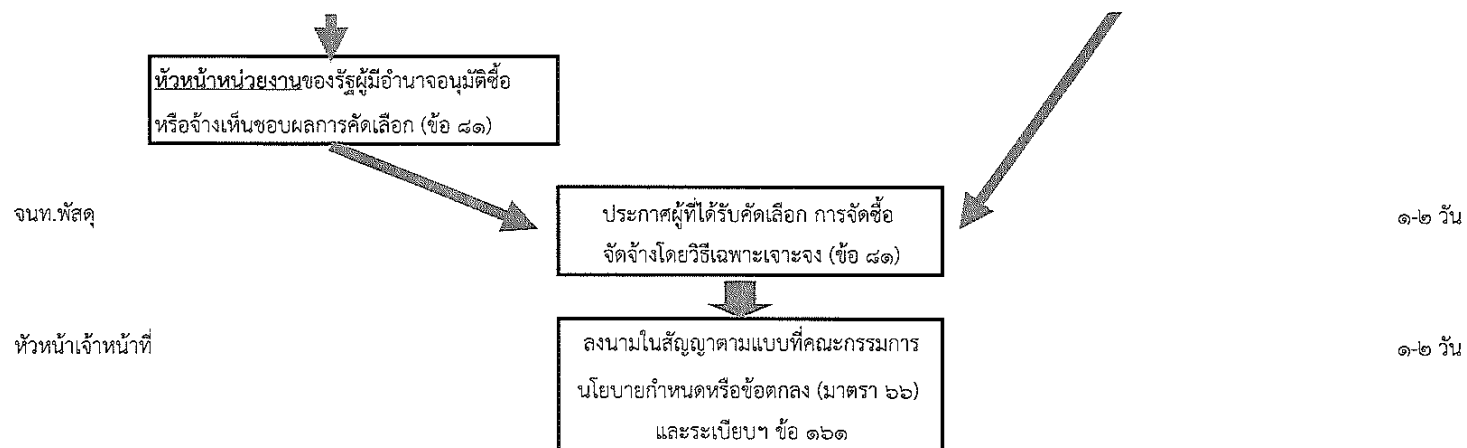 หัวหน้าหน่วยงานของรัฐผู้มีอำนาจอนุมัติซื้อ
หรือจ้างเห็นชอบผลการคัดเลือก (ข้อ ๘๑)
จนท.พัสดุ
ประกาศผู้ที่ได้รับคัดเลือก การจัดซื้อ
จัดจ้างโดยวิธีเฉพาะเจาะจง (ข้อ ๘๑)
๑-๒ วัน
หัวหน้าเจ้าหน้าที่
ลงนามในสัญญาตามแบบที่คณะกรรมการ
นโยบายกำหนดหรือข้อตกลง (มาตรา ๖๖)
และระเบียบฯ ข้อ ๑๖๑
๑-๒ วัน